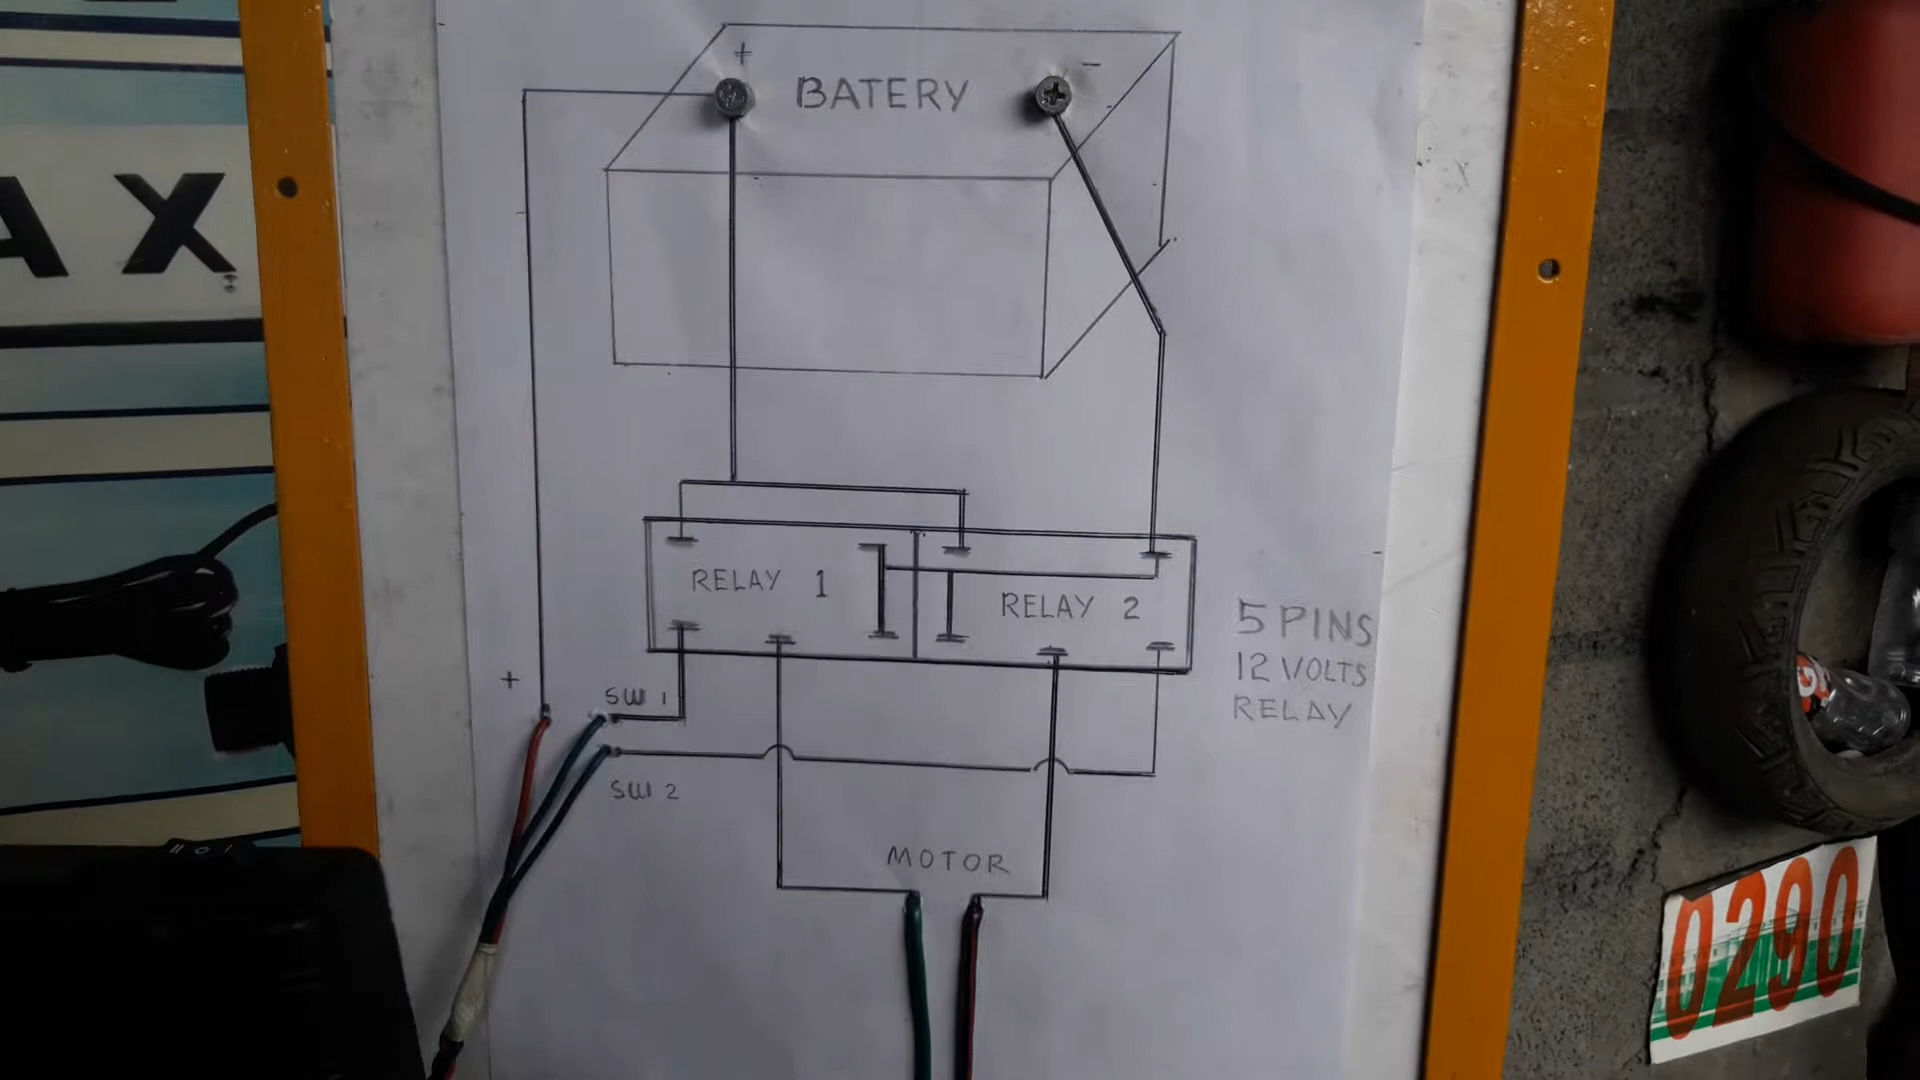 +
-
BATERY
AX
RELAY 1
RELAY 2
5 PINS
12 VOLTS
RELAY
+
SW 1
SW 2
MOTOR
0290